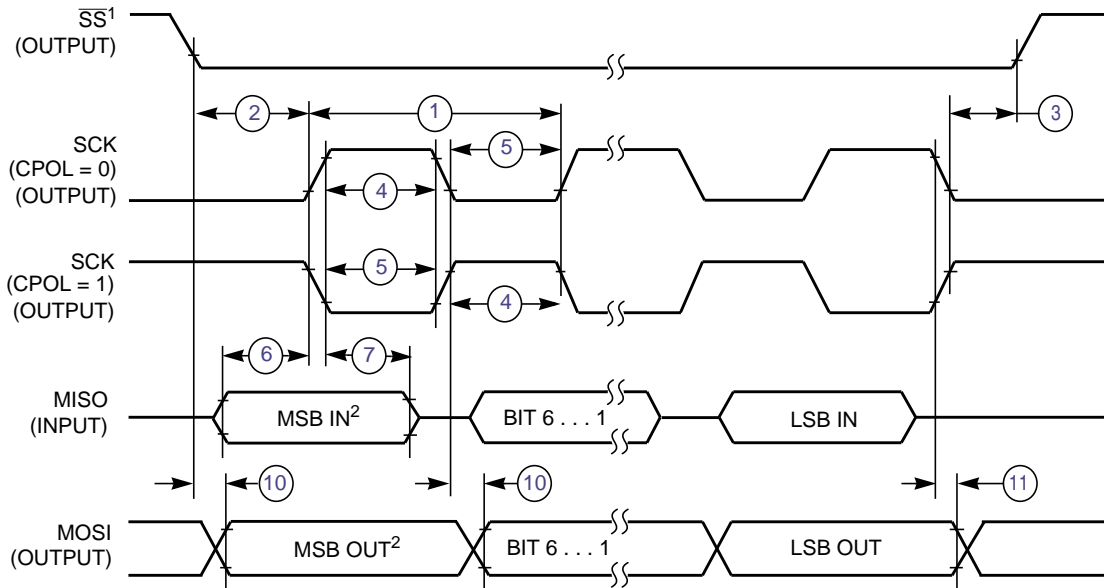 SS1
(OUTPUT)
2
1
3
SCK
(CPOL = 0)
(OUTPUT)
5
4
SCK
(CPOL = 1)
(OUTPUT)
5
4
6
7
MISO
(INPUT)
MSB IN2
BIT 6 . . . 1
LSB IN
10
10
11
MOSI
(OUTPUT)
MSB OUT2
BIT 6 . . . 1
LSB OUT